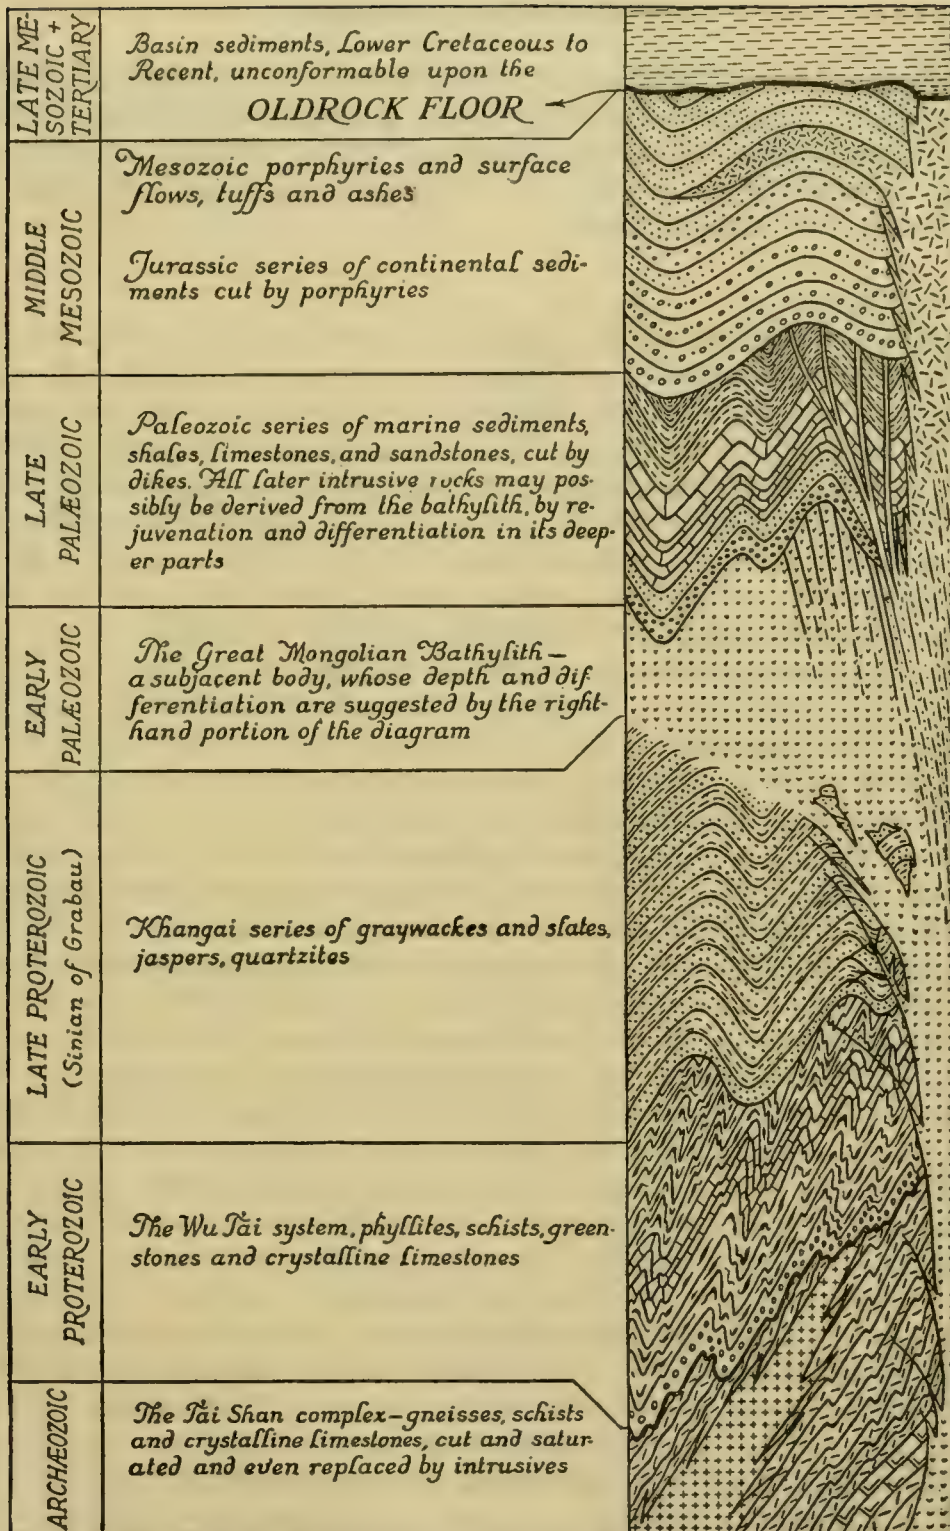 LATE ME-
SOZOIC +
TERTIARY
Basin sediments, Lower Cretaceous to
Recent, unconformable upon the
OLDROCK FLOOR
MIDDLE
MESOZOIC
Mesozoic porphyries and surface
flows, tuffs and ashes
Jurassic series of continental sedi-
ments cut by porphyries
LATE
PALÆOZOIC
Paleozoic series of marine sediments,
shales, limestones, and sandstones, cut by
dikes. All later intrusive rocks may pos-
sibly be derived from the bathylith, by re-
juvenation and differentiation in its deep-
er parts
EARLY
PALÆOZOIC
The Great Mongolian Bathylith—
a subjacent body, whose depth and dif
ferentiation are suggested by the right-
hand portion of the diagram
LATE PROTEROZOIC
(Sinian of Grabau)
Khangai series of graywackes and slates,
jaspers, quartzites
EARLY
PROTEROZOIC
The Wu Tai system, phyllites, schists, green-
stones and crystalline limestones
ARCHÆOZOIC
The Tai Shan complex—gneisses, schists
and crystalline limestones, cut and satur-
ated and even replaced by intrusives